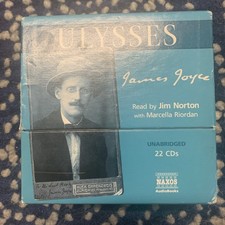 ULYSSES
James Joyce
Read by Jim Norton
with Marcella Riordan
UNABRIDGED
22 CDs
NAXOS
AudioBooks